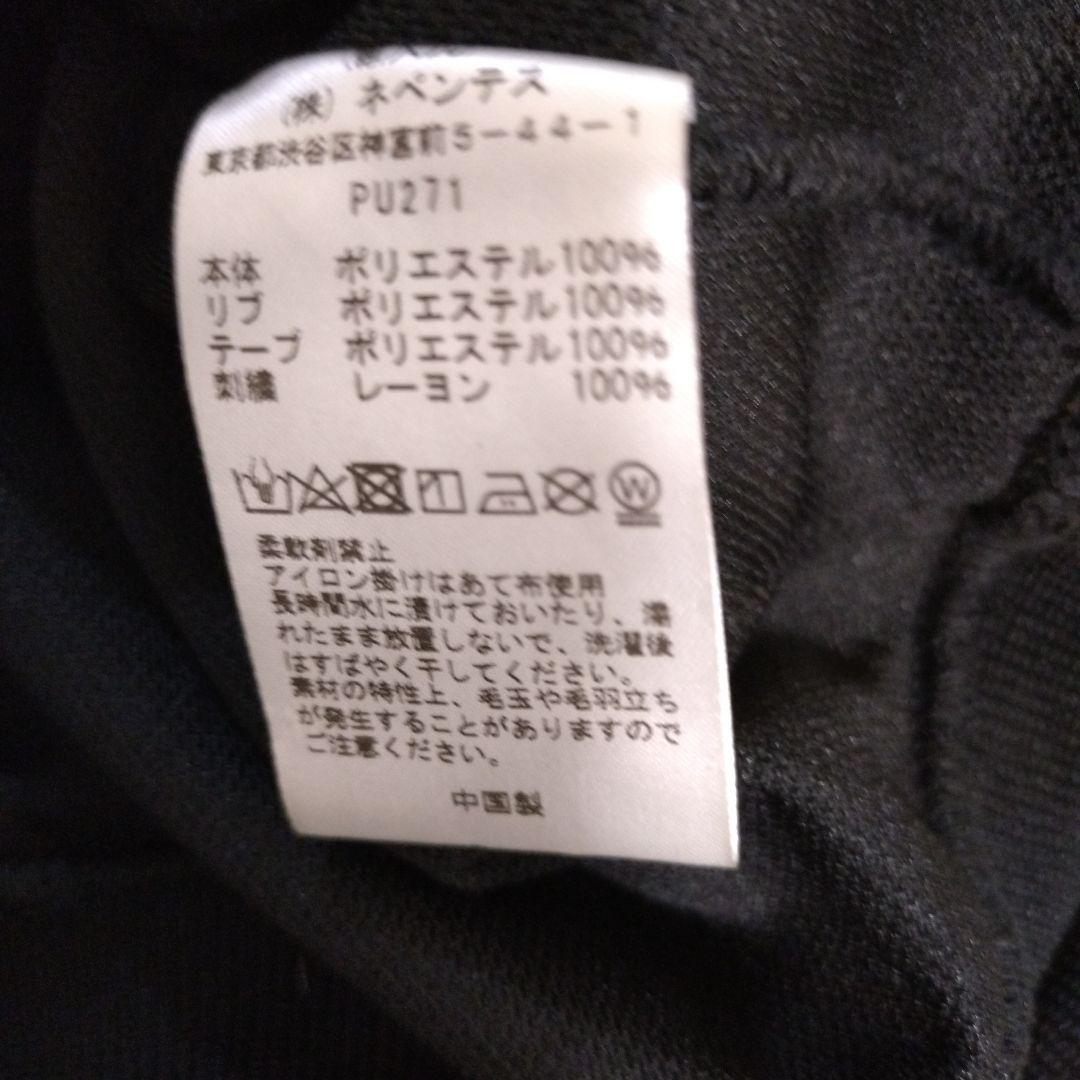 (株) ネペンテス
東京都渋谷区神宮前5-44-1
PU271
本体 ポリエステル100%
リブ ポリエステル100%
テープ ポリエステル100%
刺繍 レーヨン 100%
W
柔軟剤禁止
アイロン掛けはあて布使用
長時間水に漬けておいたり、濡
れたまま放置しないで、洗濯後
はすばやく干してください。
素材の特性上、毛玉や毛羽立ち
が発生することがありますので
ご注意ください。
中国製